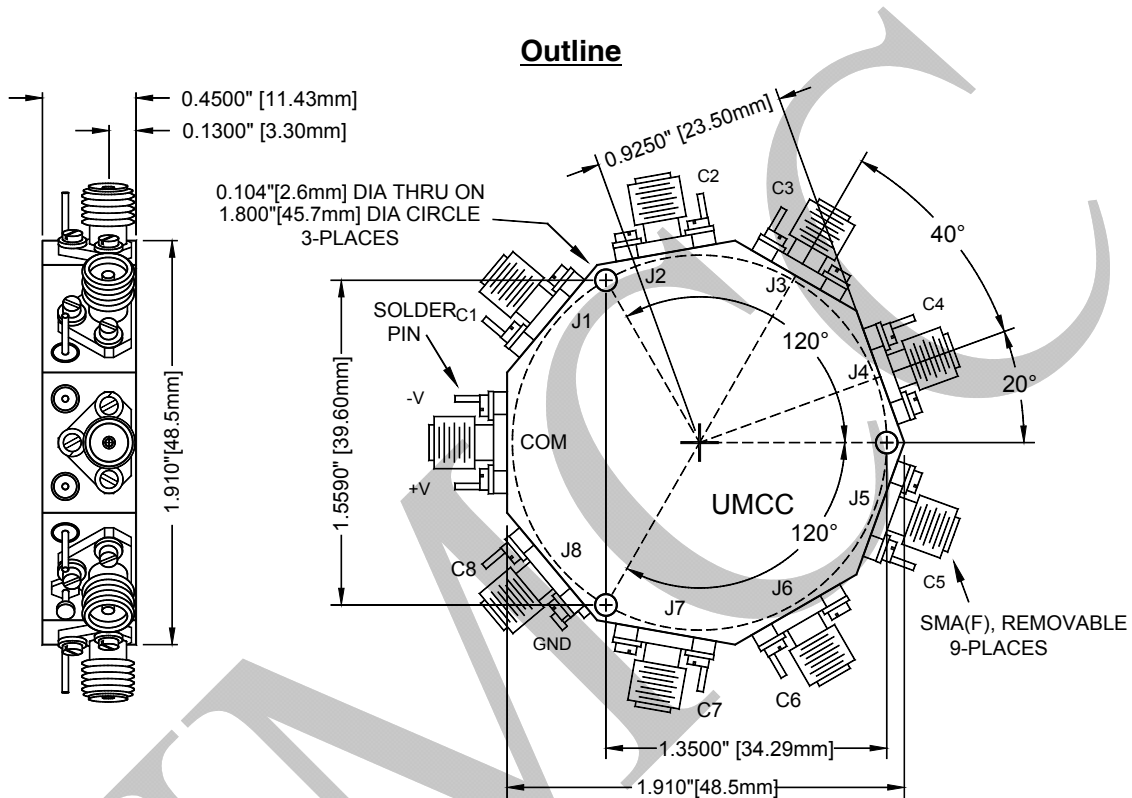 Outline
0.4500" [11.43mm]
0.1300" [3.30mm]
0.9250" [23.50mm]
0.104"[2.6mm] DIA THRU ON
1.800"[45.7mm] DIA CIRCLE
3-PLACES
C2
C3
40°
J2
J3
SOLDER
PIN
C1
J1
C4
120°
J4
20°
-V
COM
+V
1.910"[48.5mm]
1.5590" [39.60mm]
UMCC
J5
120°
J8
C8
J6
C5
J7
GND
SMA(F), REMOVABLE
9-PLACES
C7
C6
1.3500" [34.29mm]
1.910"[48.5mm]